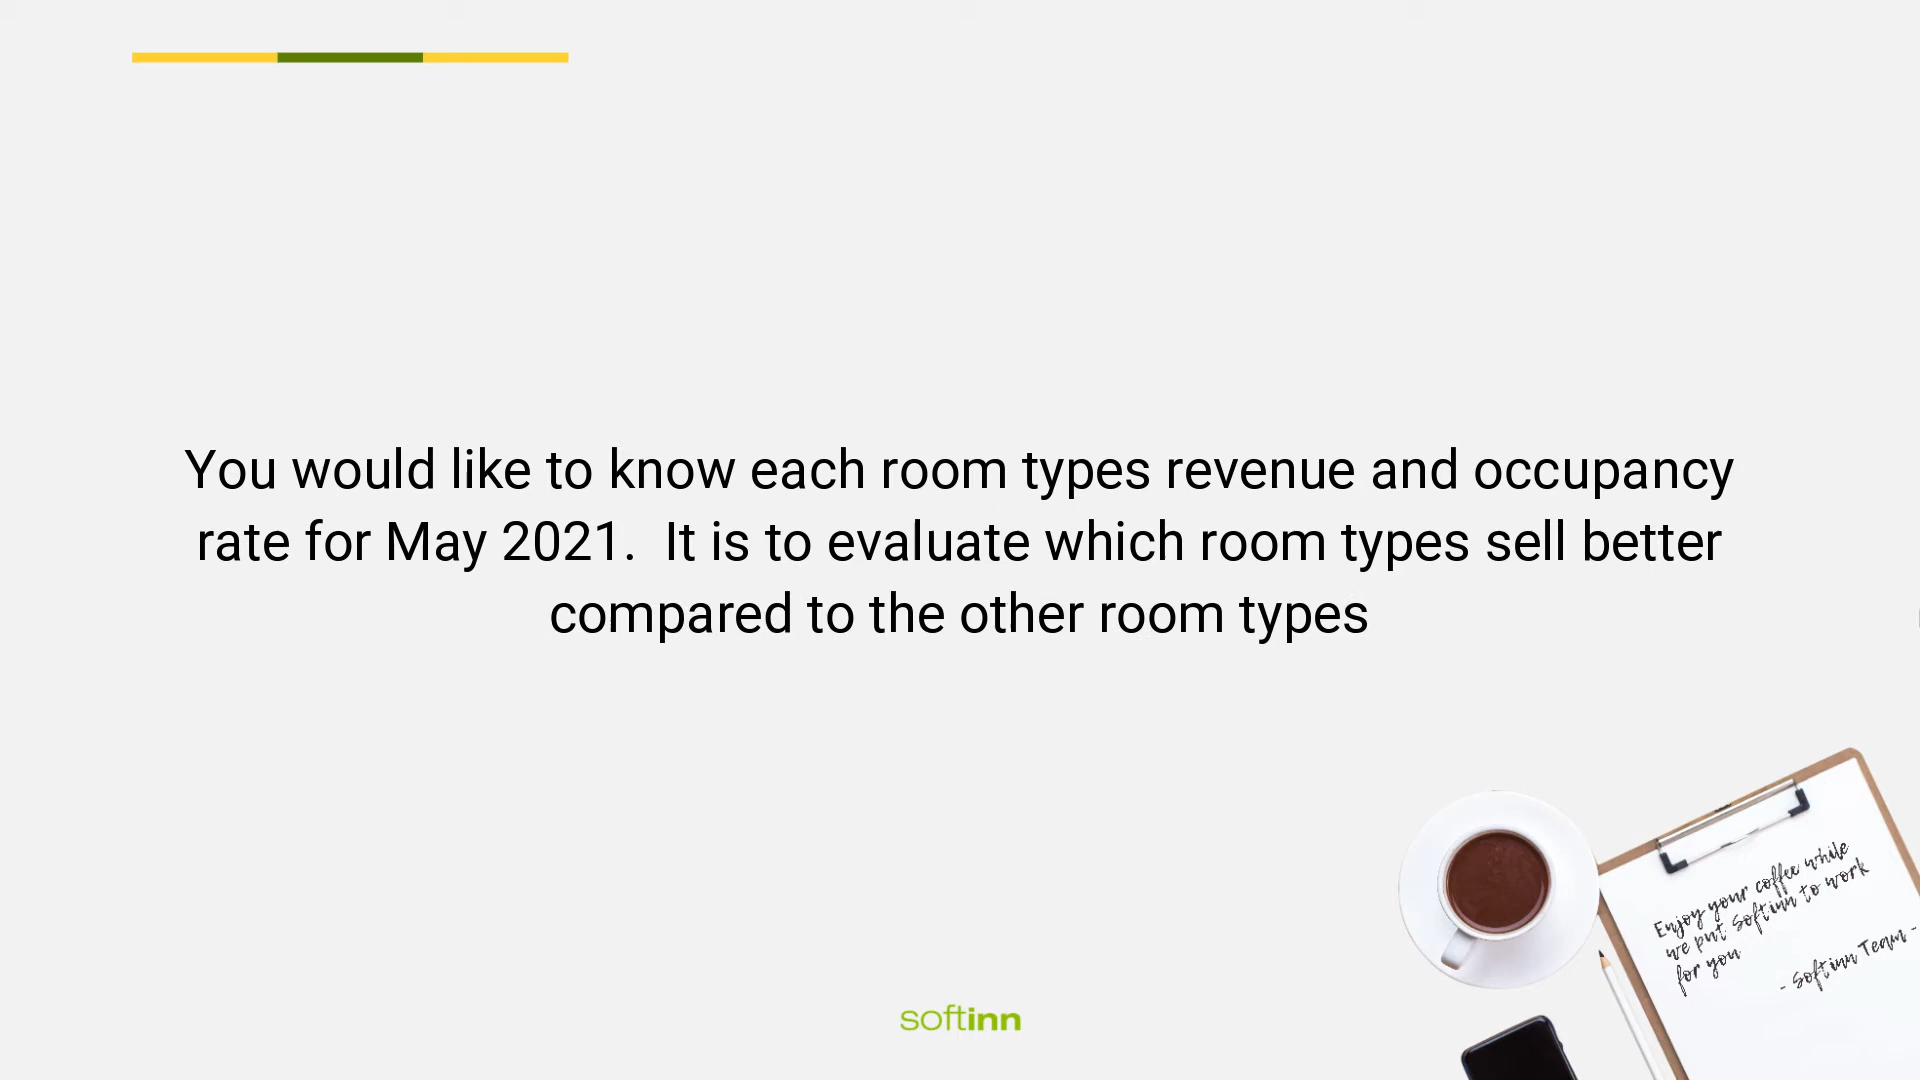 You would like to know each room types revenue and occupancy
rate for May 2021.  It is to evaluate which room types sell better
compared to the other room types
Enjoy your coffee while
we put Softinn to work
for you
- Softinn Team -
softinn